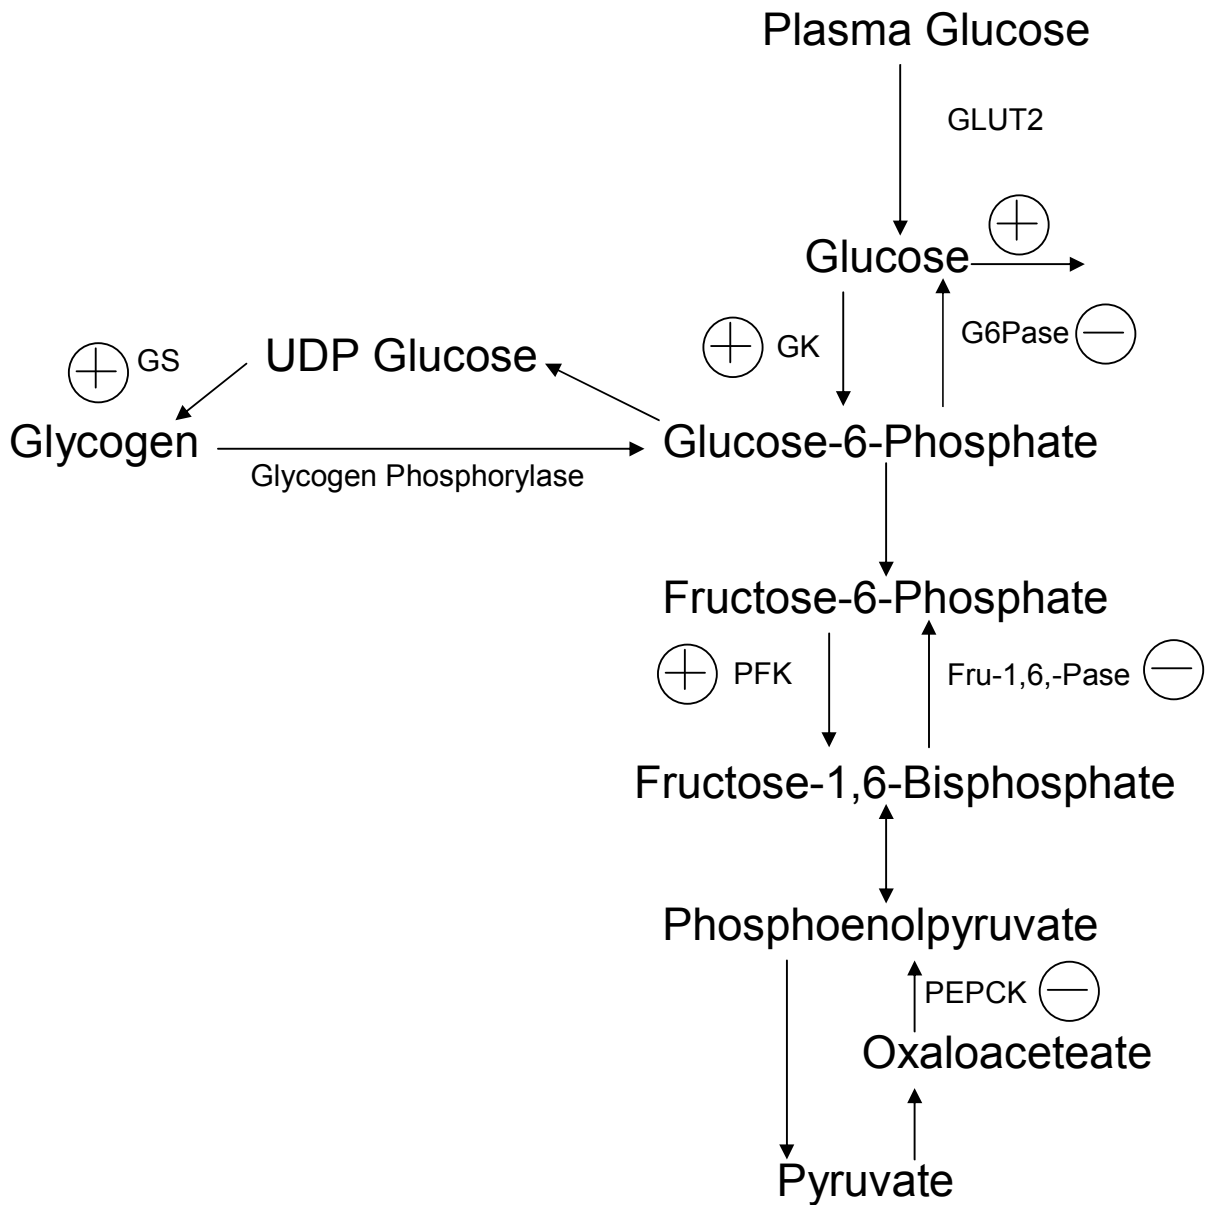 Plasma Glucose
GLUT2
Glucose
GK
G6Pase
GS
UDP Glucose
Glycogen
Glucose-6-Phosphate
Glycogen Phosphorylase
Fructose-6-Phosphate
PFK
Fru-1,6,-Pase
Fructose-1,6-Bisphosphate
Phosphoenolpyruvate
PEPCK
Oxaloaceteate
Pyruvate